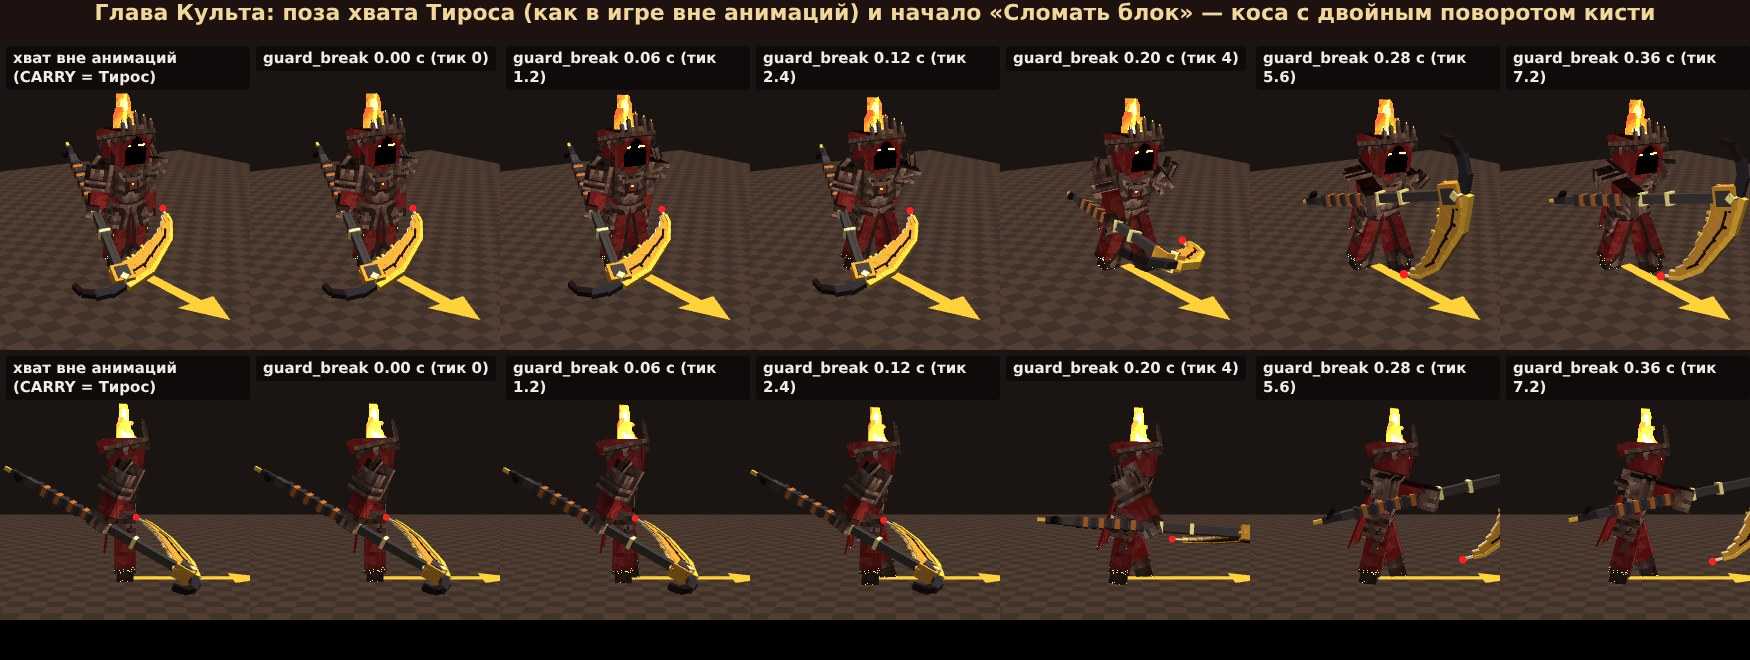 Глава Культа: поза хвата Тироса (как в игре вне анимаций) и начало «Сломать блок» — коса с двойным поворотом кисти
хват вне анимаций
(CARRY = Тирос)
guard_break 0.00 с (тик 0)
guard_break 0.06 с (тик
1.2)
guard_break 0.12 с (тик
2.4)
guard_break 0.20 с (тик 4)
guard_break 0.28 с (тик
5.6)
guard_break 0.36 с (тик
7.2)
хват вне анимаций
(CARRY = Тирос)
guard_break 0.00 с (тик 0)
guard_break 0.06 с (тик
1.2)
guard_break 0.12 с (тик
2.4)
guard_break 0.20 с (тик 4)
guard_break 0.28 с (тик
5.6)
guard_break 0.36 с (тик
7.2)